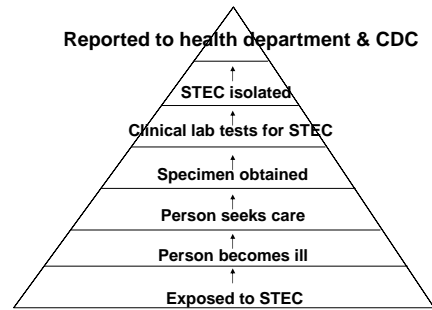 Reported to health department & CDC
STEC isolated
Clinical lab tests for STEC
Specimen obtained
Person seeks care
Person becomes ill
Exposed to STEC